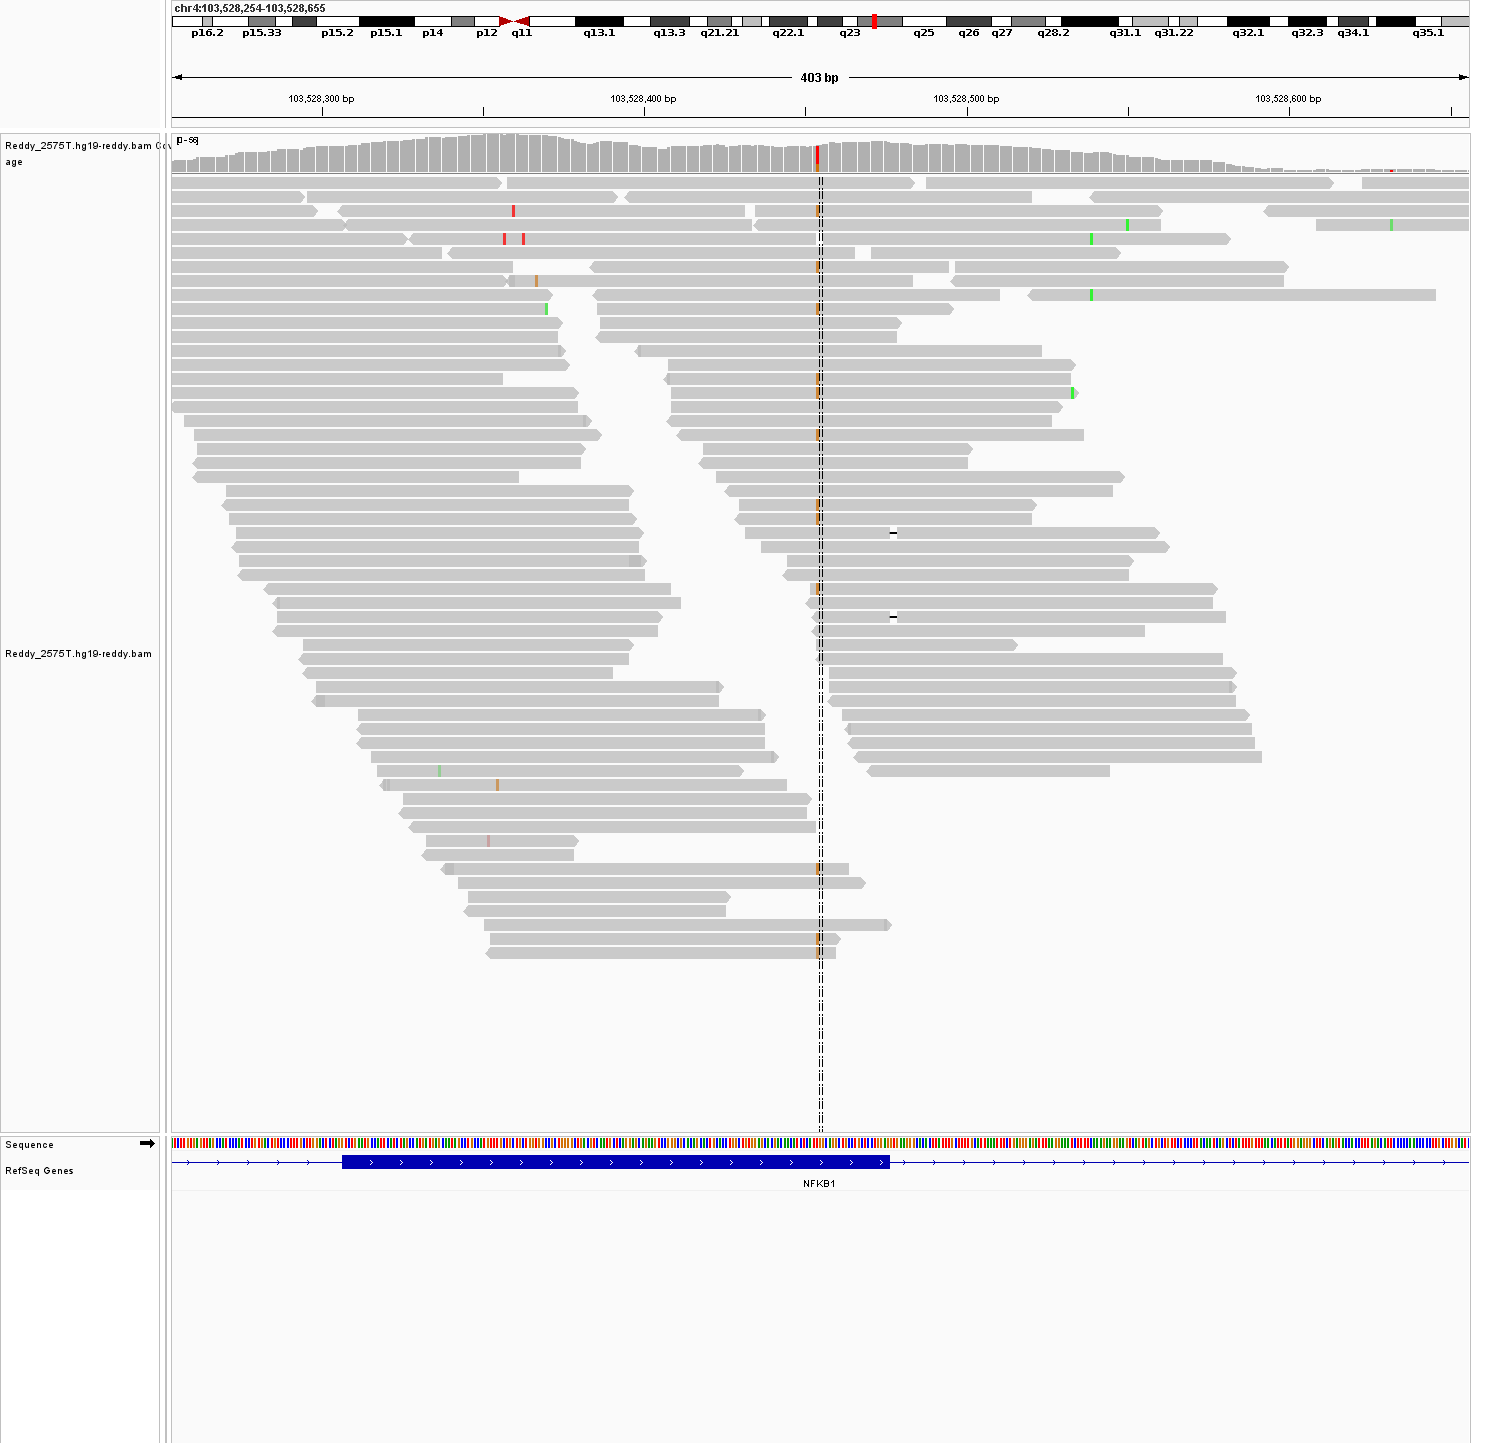 chr4:103,528,254-103,528,655
p16.2 p15.33 p15.2 p15.1 p14 p12 q11 q13.1 q13.3 q21.21 q22.1 q23 q25 q26 q27 q28.2 q31.1 q31.22 q32.1 q32.3 q34.1 q35.1
403 bp
103,528,300 bp 103,528,400 bp 103,528,500 bp 103,528,600 bp
Reddy_2575T.hg19-reddy.bam Cov
age
[0 - 56]
Reddy_2575T.hg19-reddy.bam
Sequence
RefSeq Genes
NFKB1